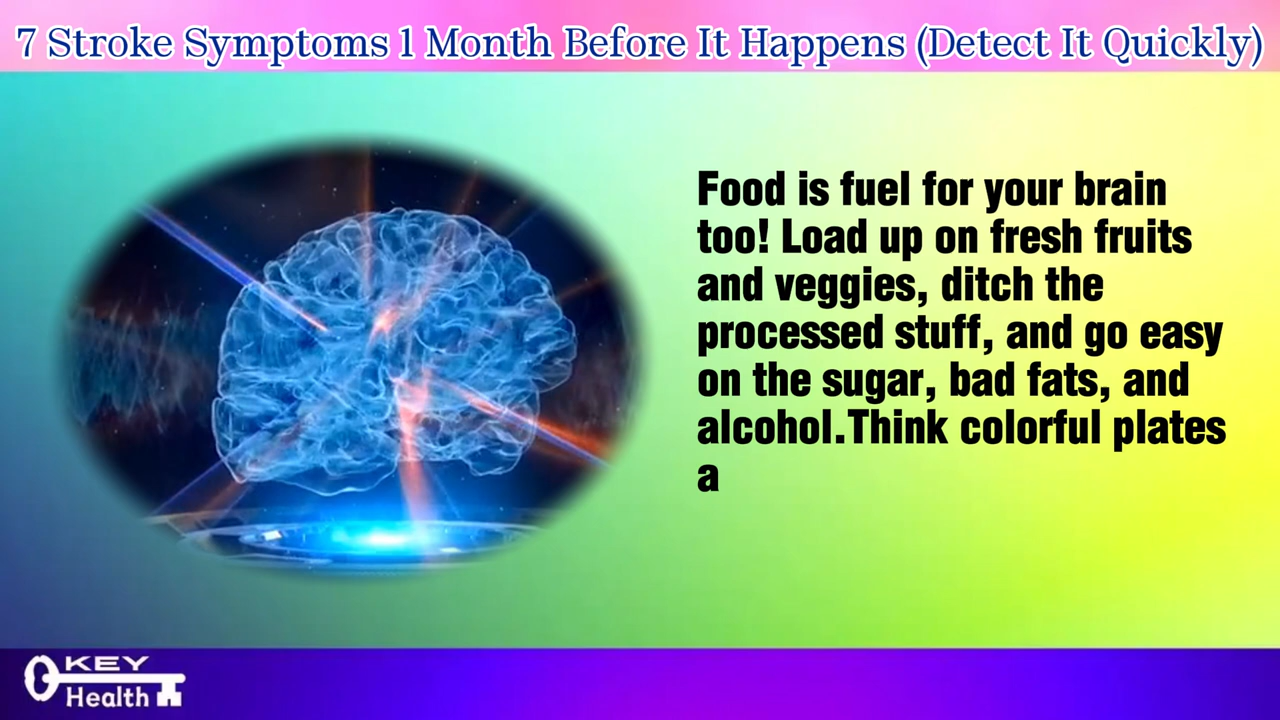 7 Stroke Symptoms 1 Month Before It Happens (Detect It Quickly)
Food is fuel for your brain
too! Load up on fresh fruits
and veggies, ditch the
processed stuff, and go easy
on the sugar, bad fats, and
alcohol.Think colorful plates
a
KEY
Health